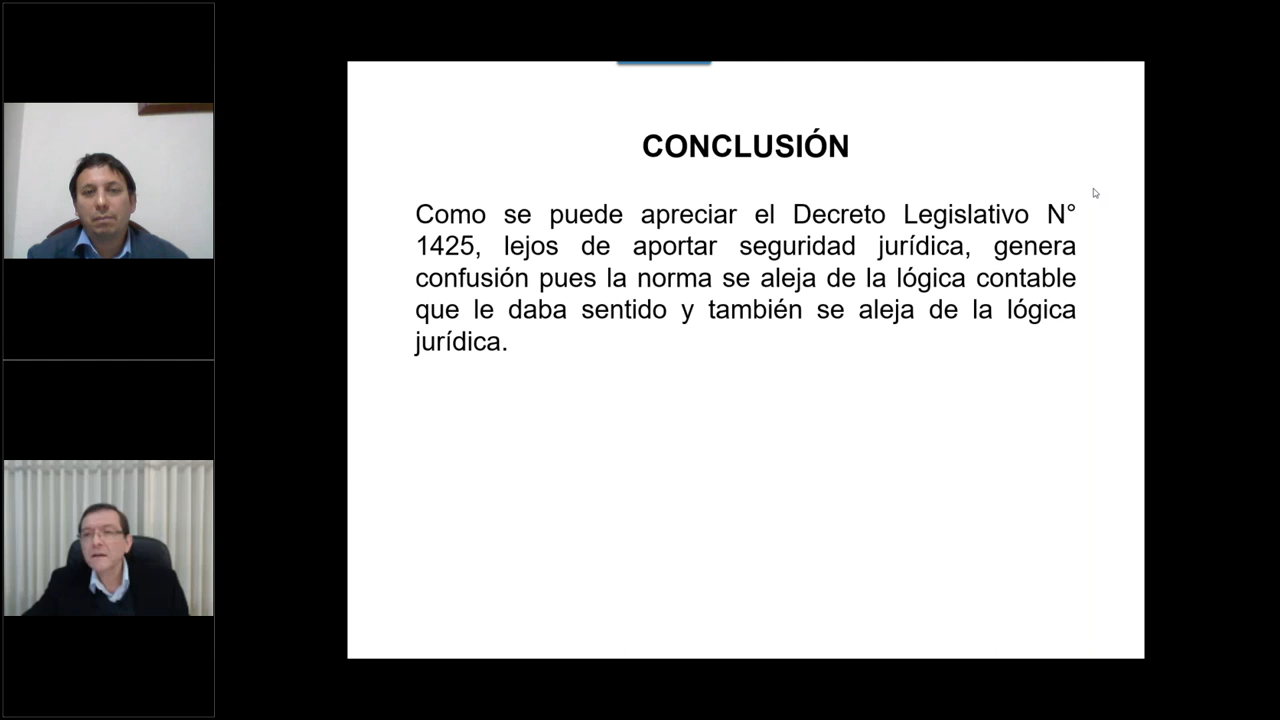 CONCLUSIÓN
Como se puede apreciar el Decreto Legislativo N°
1425, lejos de aportar seguridad jurídica, genera
confusión pues la norma se aleja de la lógica contable
que le daba sentido y también se aleja de la lógica
jurídica.